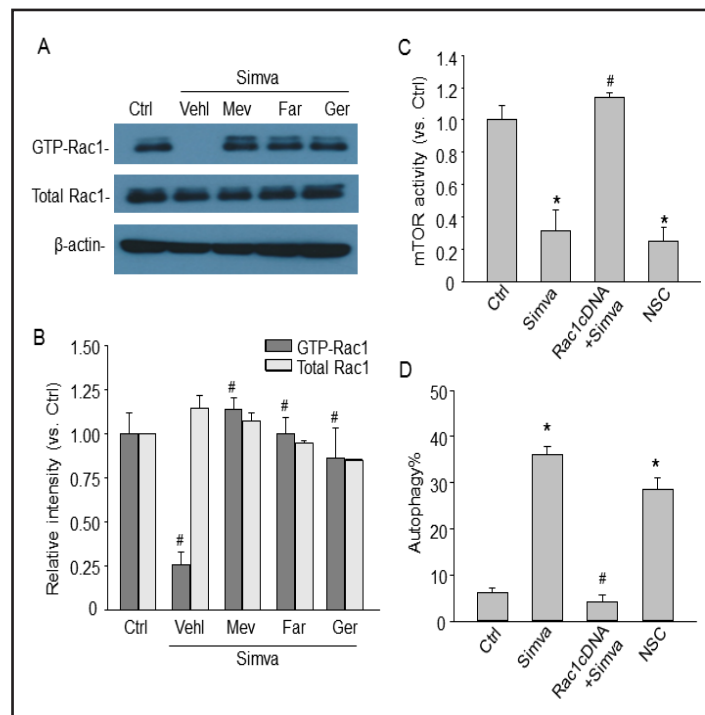 A
Simva
Ctrl Vehl Mev Far Ger
GTP-Rac1-
Total Rac1-
β-actin-
B
Relative intensity (vs. Ctrl)
1.50
1.25
1.00
0.75
0.50
0.25
0
GTP-Rac1
Total Rac1
# # # #
Ctrl Vehl Mev Far Ger
Simva
C
mTOR activity (vs. Ctrl)
1.4
1.2
1.0
0.8
0.6
0.4
0.2
0
* # *
Ctrl Simva Rac1cDNA NSC
+Simva
D
Autophagy%
50
40
30
20
10
0
* # *
Ctrl Simva Rac1cDNA NSC
+Simva